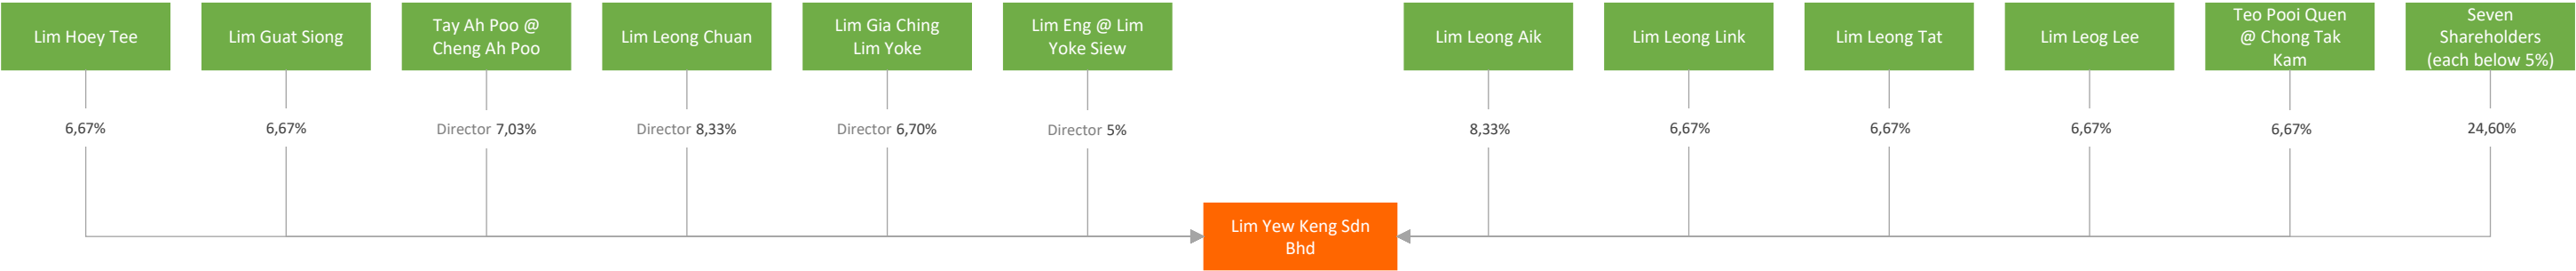 Lim Hoey Tee
Lim Guat Siong
Tay Ah Poo @
Cheng Ah Poo
Lim Leong Chuan
Lim Gia Ching
Lim Yoke
Lim Eng @ Lim
Yoke Siew
Lim Leong Aik
Lim Leong Link
Lim Leong Tat
Lim Leog Lee
Teo Pooi Quen
@ Chong Tak
Kam
Seven
Shareholders
(each below 5%)
6,67%
6,67%
Director 7,03%
Director 8,33%
Director 6,70%
Director 5%
8,33%
6,67%
6,67%
6,67%
6,67%
24,60%
Lim Yew Keng Sdn
Bhd